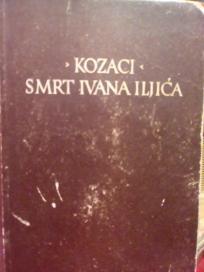 › KOZACI ‹
SMRT IVANA ILJIĆA